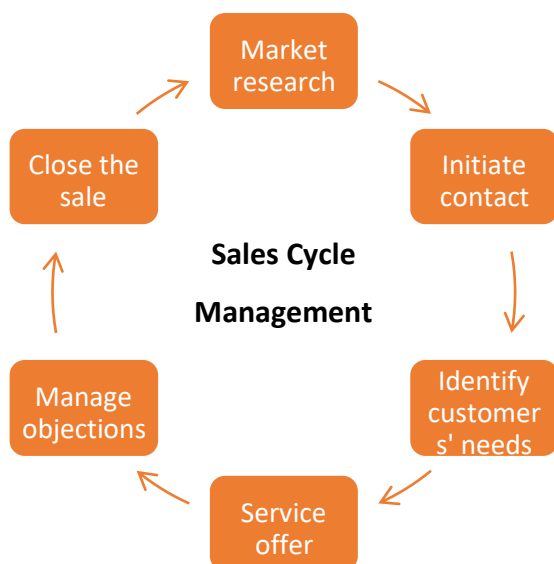 Market
research
Initiate
contact
Identify
customer
s' needs
Service
offer
Manage
objections
Close the
sale
Sales Cycle
Management